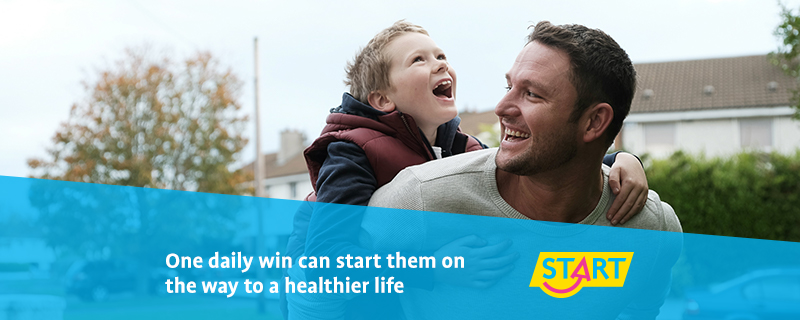 One daily win can start them on
the way to a healthier life
START